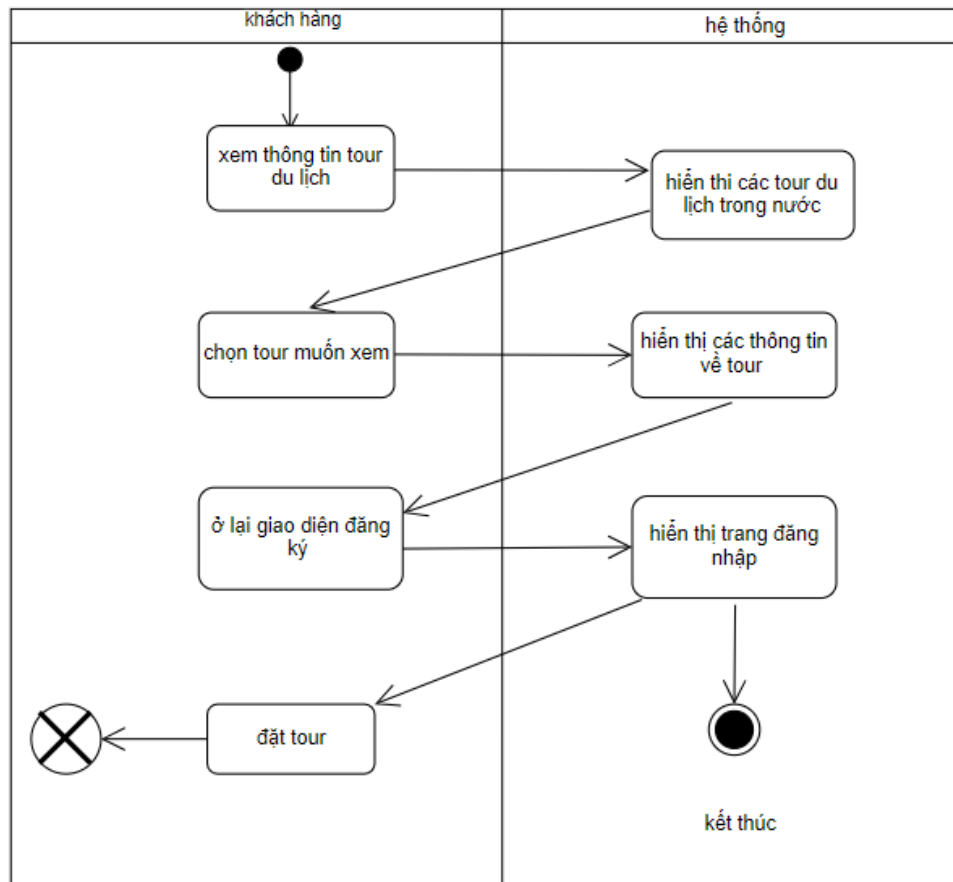 khách hàng
hệ thống
xem thông tin tour
du lịch
hiển thi các tour du
lịch trong nước
chọn tour muốn xem
hiển thị các thông tin
về tour
ở lại giao diện đăng
ký
hiển thị trang đăng
nhập
đặt tour
kết thúc